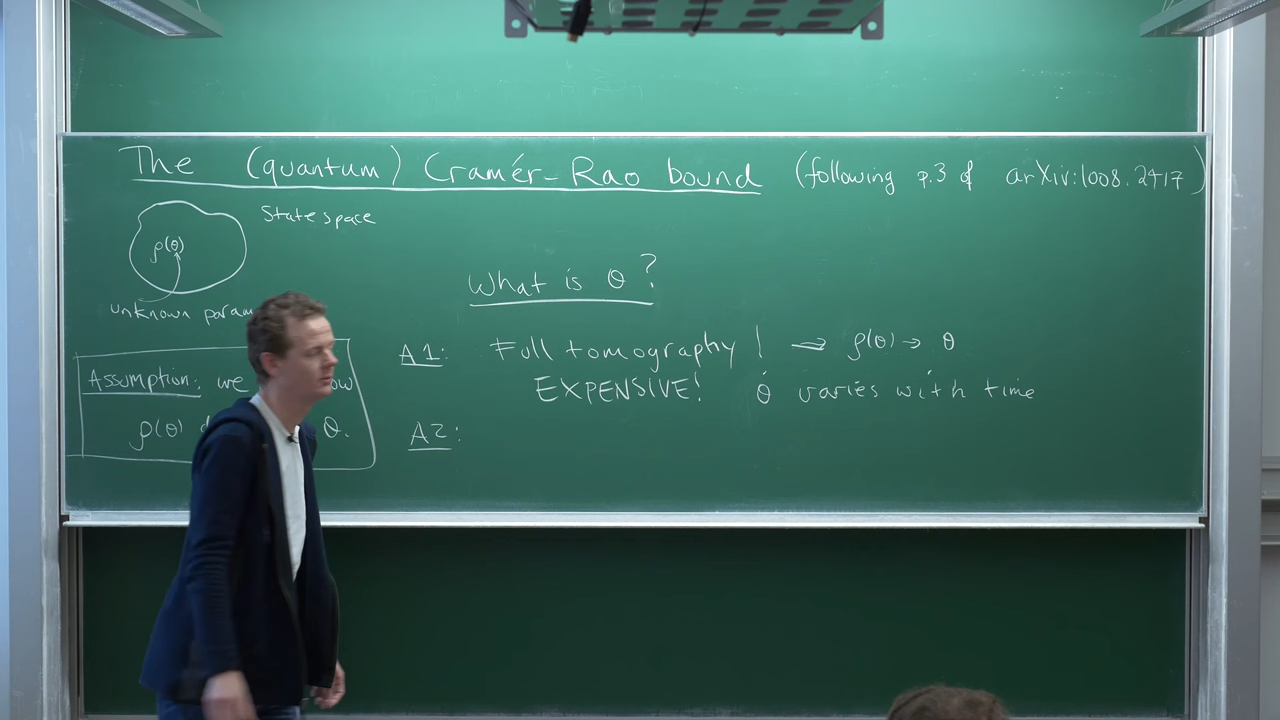 The (quantum) Cramér-Rao bound (following p.3 of arXiv:1008.2417)
State space
ρ(θ)
unknown param
What is θ?
A1: Full tomography! → ρ(θ) → θ
EXPENSIVE! θ varies with time
Assumption: we
ρ(θ) θ.
A2: